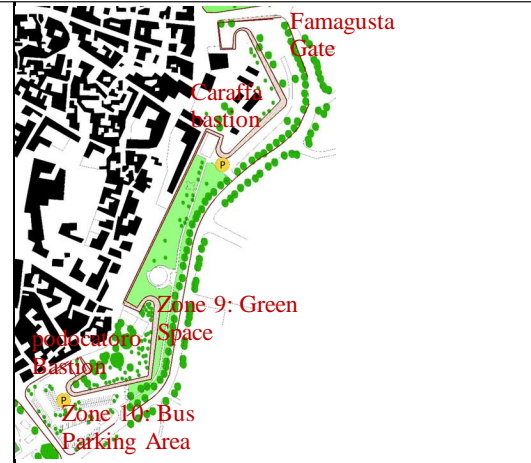 Famagusta
Gate
Caraffa
bastion
P
Zone 9: Green
Space
podocatoro
Bastion
P
Zone 10: Bus
Parking Area